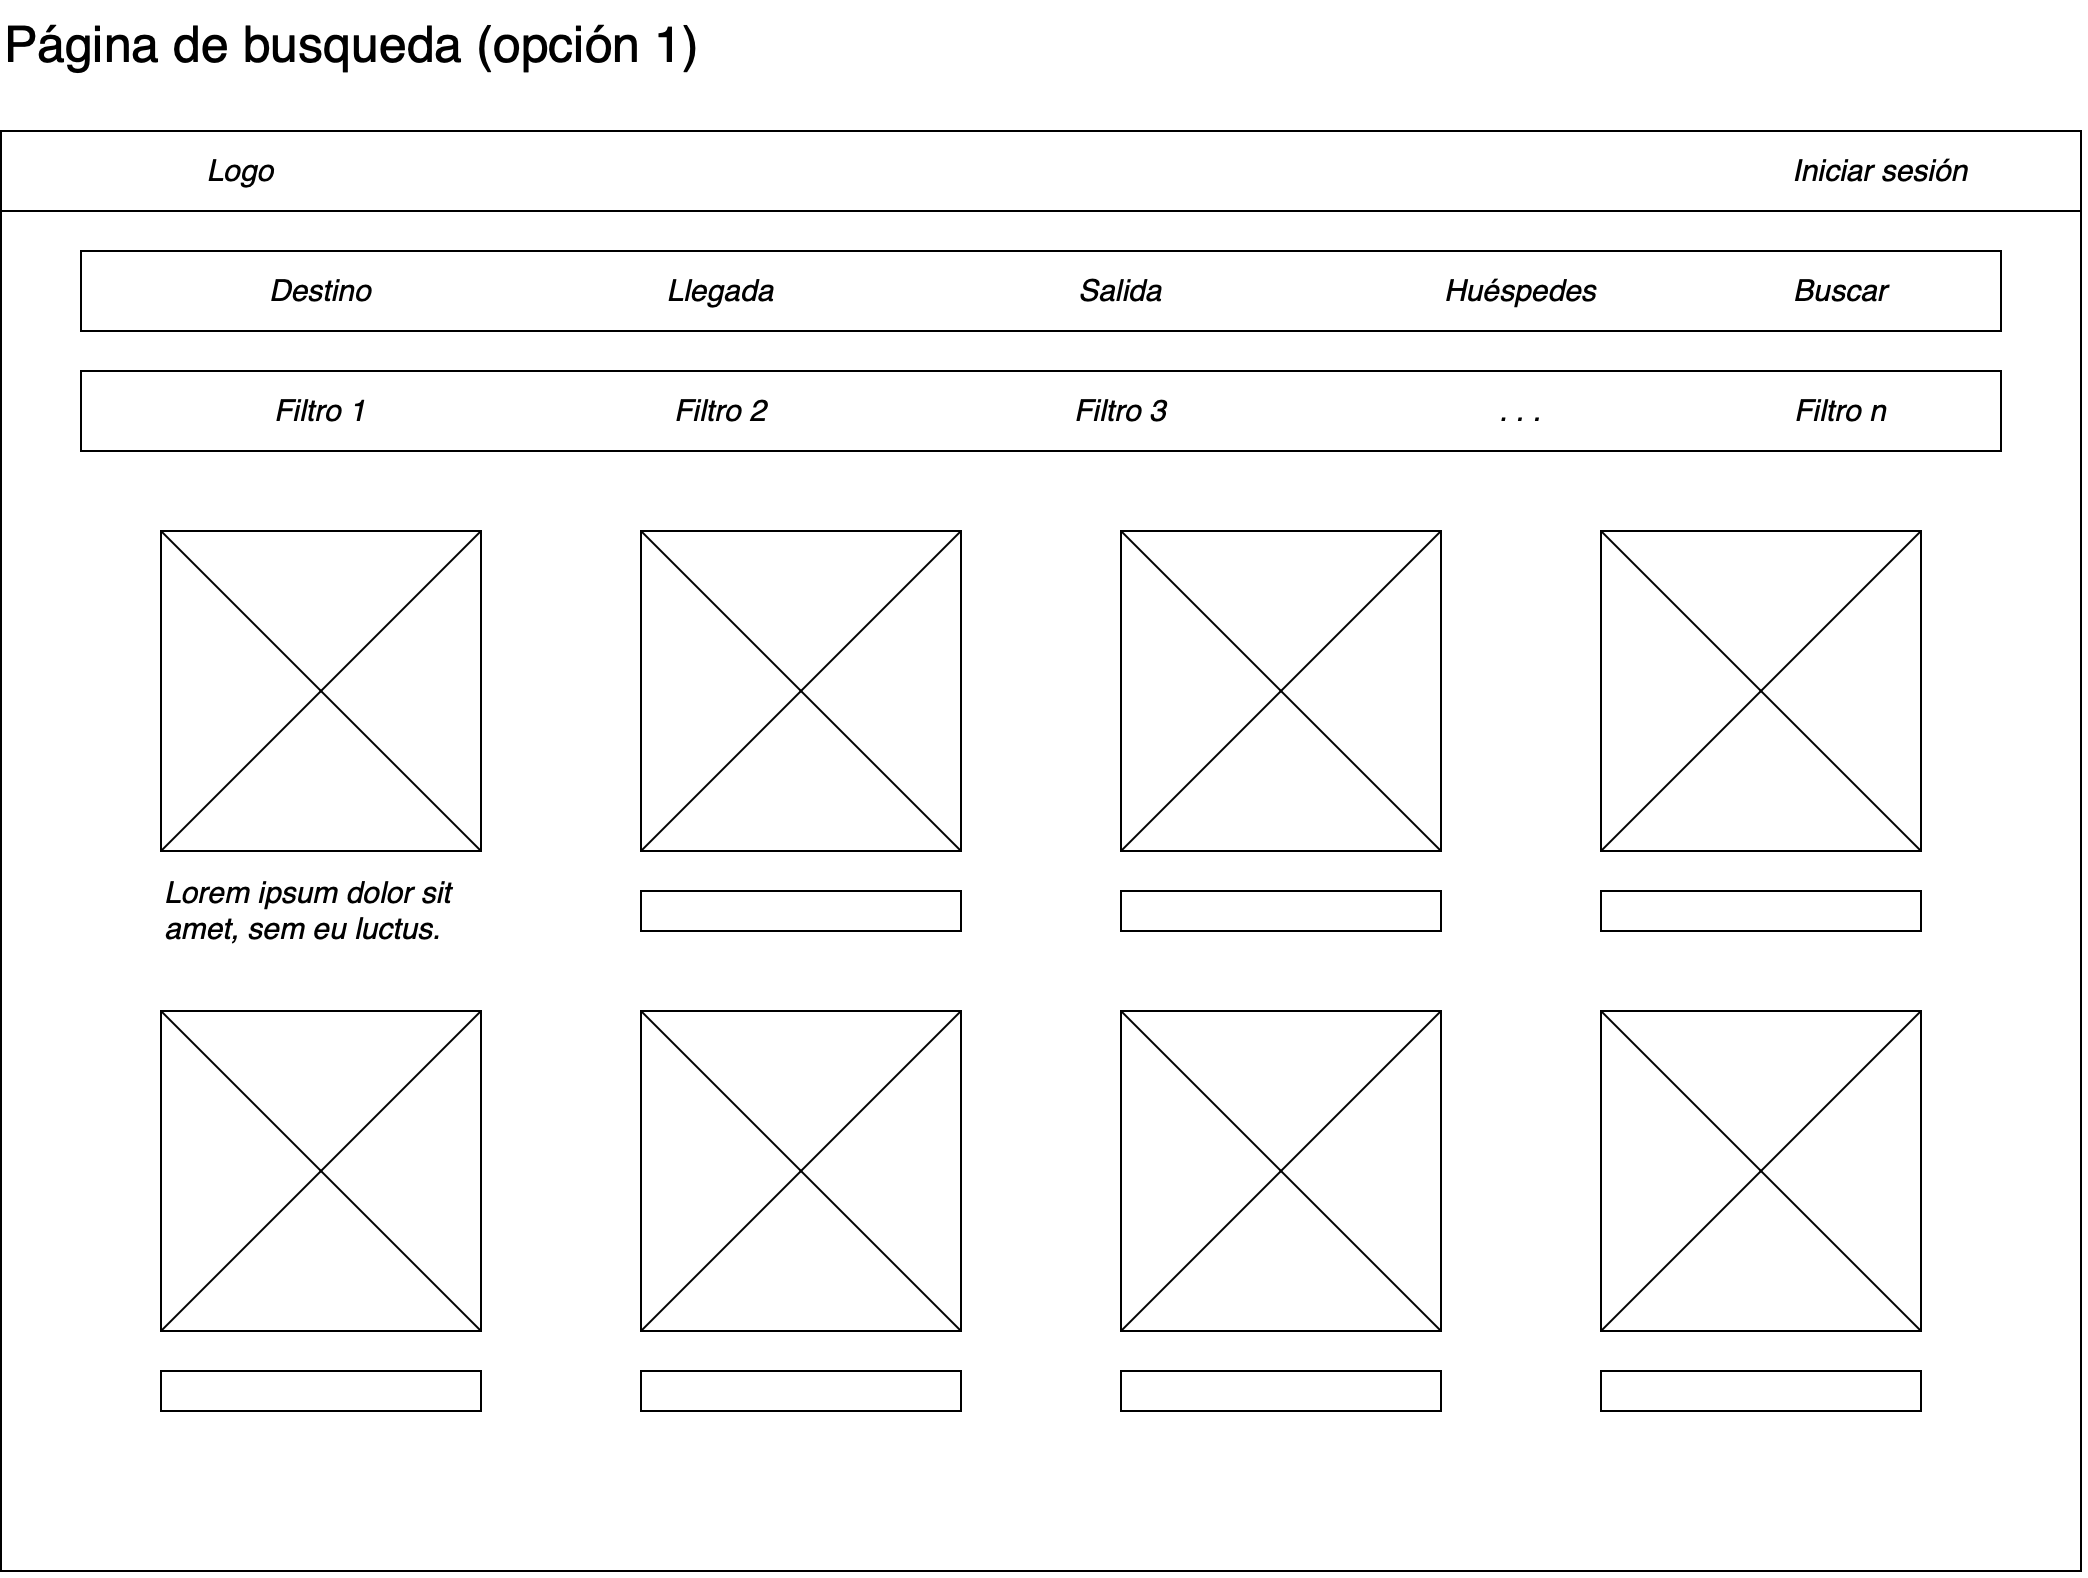 Página de busqueda (opción 1)
Logo
Iniciar sesión
Destino
Llegada
Salida
Huéspedes
Buscar
Filtro 1
Filtro 2
Filtro 3
. . .
Filtro n
Lorem ipsum dolor sit
amet, sem eu luctus.